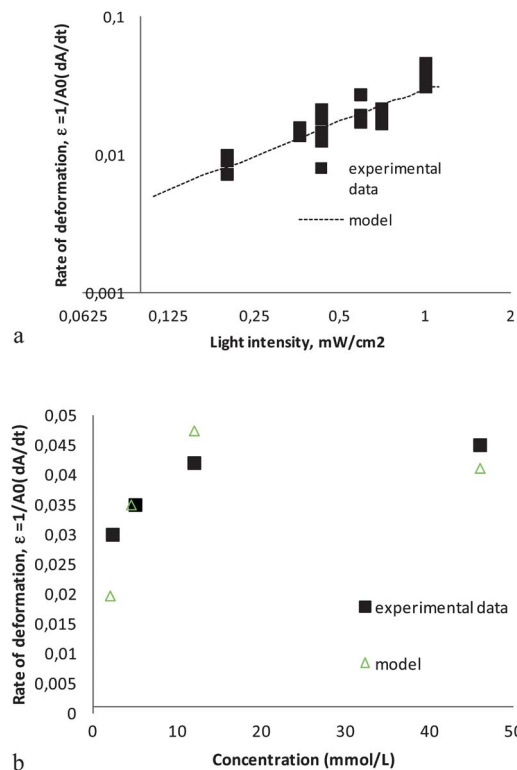 0,1
0,01
0,001
0,0625 0,125 0,25 0,5 1 2
Rate of deformation, ε =1/A0( dA/dt)
Light intensity, mW/cm2
experimental
data
model
a
0,05
0,045
0,04
0,035
0,03
0,025
0,02
0,015
0,01
0,005
0
0 10 20 30 40 50
Rate of deformation, ε =1/A0( dA/dt)
Concentration (mmol/L)
experimental data
model
b